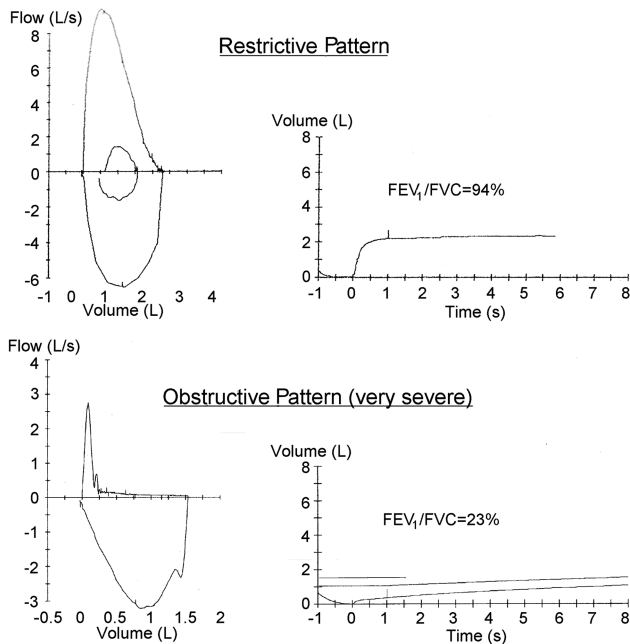 Flow (L/s)
Restrictive Pattern
8
6
4
2
0
-2
-4
-6
-1 0 1 2 3 4
Volume (L)
Volume (L)
8
6
4
2
0
FEV1/FVC=94%
-1 0 1 2 3 4 5 6 7 8
Time (s)
Flow (L/s)
Obstructive Pattern (very severe)
4
3
2
1
0
-1
-2
-3
-0.5 0 0.5 1 1.5 2
Volume (L)
Volume (L)
8
6
4
2
0
FEV1/FVC=23%
-1 0 1 2 3 4 5 6 7 8
Time (s)